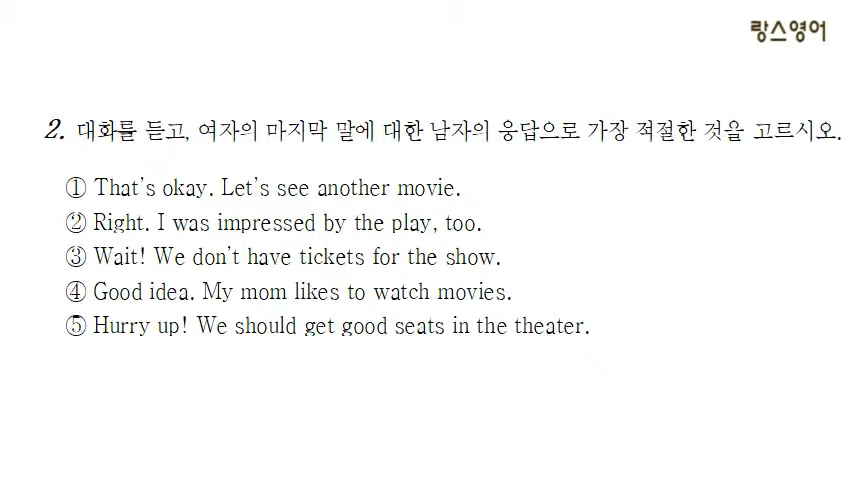 랑스영어
2. 대화를 듣고, 여자의 마지막 말에 대한 남자의 응답으로 가장 적절한 것을 고르시오.
① That's okay. Let's see another movie.
② Right. I was impressed by the play, too.
③ Wait! We don't have tickets for the show.
④ Good idea. My mom likes to watch movies.
⑤ Hurry up! We should get good seats in the theater.